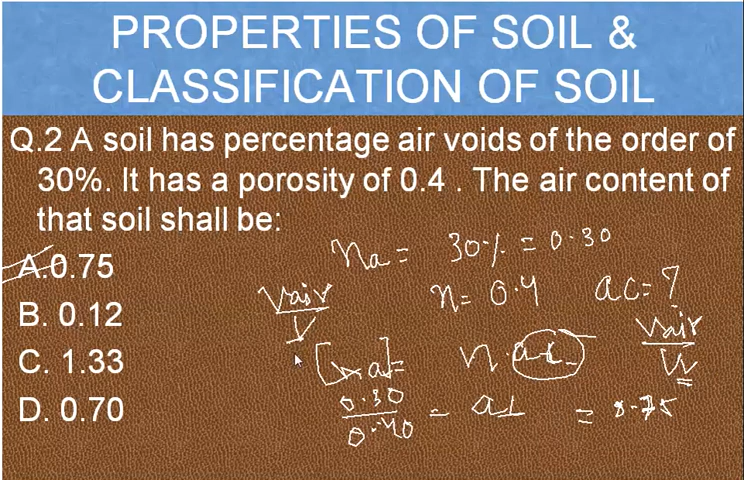 PROPERTIES OF SOIL &
CLASSIFICATION OF SOIL
Q.2 A soil has percentage air voids of the order of
30%. It has a porosity of 0.4 . The air content of
that soil shall be:
A.0.75
B. 0.12
C. 1.33
D. 0.70
na = 30% = 0.30
n = 0.4 ac = ?
Vair
V
Vair
[na] = n.ac
0.30
0.40
= = 0.75